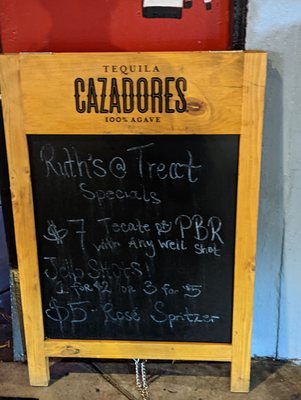 TEQUILA
CAZADORES
100% AGAVE
Ruth's @ Treat
Specials
$7 Tecate or PBR
with Any Well Shot
Jello Shots!
1 for $2 or 3 for $5
$5 - Rosé Spritzer